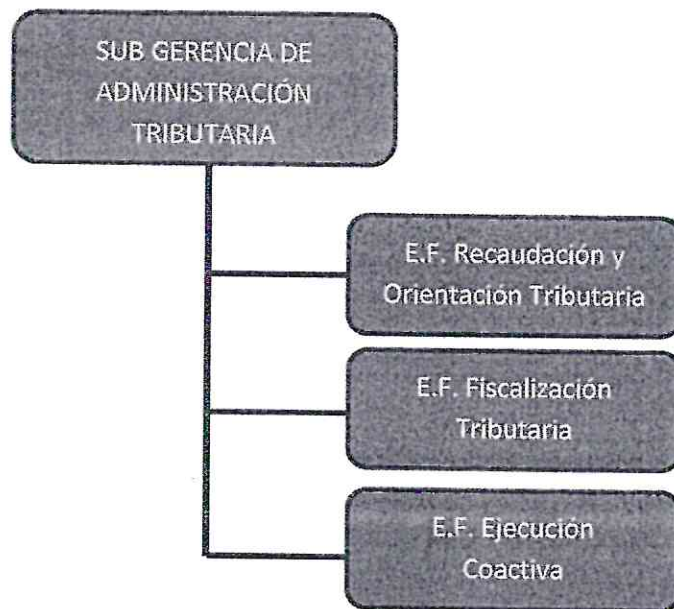 SUB GERENCIA DE
ADMINISTRACIÓN
TRIBUTARIA
E.F. Recaudación y
Orientación Tributaria
E.F. Fiscalización
Tributaria
E.F. Ejecución
Coactiva